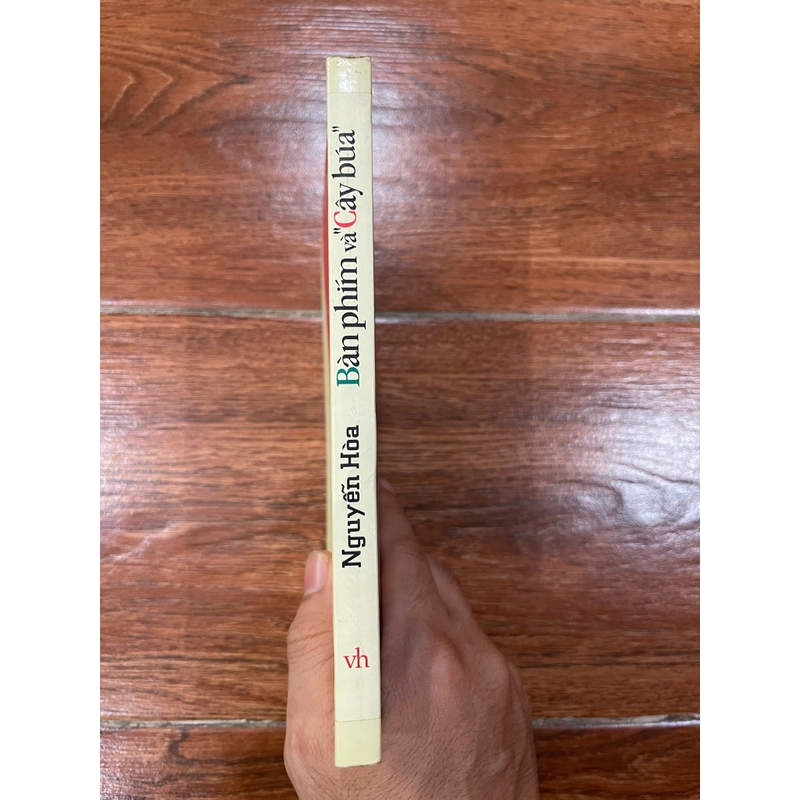 Nguyễn Hòa
Bàn phím và "Cây búa"
vh